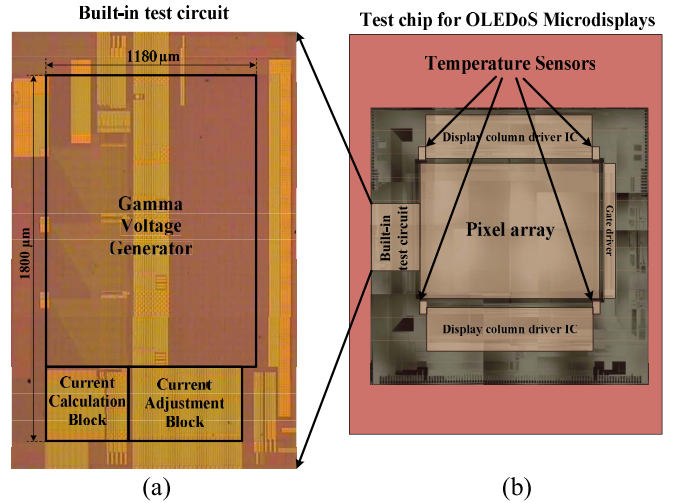 Built-in test circuit
1180 μm
1800 μm
Gamma
Voltage
Generator
Current
Calculation
Block
Current
Adjustment
Block
(a)
Test chip for OLEDoS Microdisplays
Temperature Sensors
Display column driver IC
Built-in
test circuit
Pixel array
Gate driver
Display column driver IC
(b)